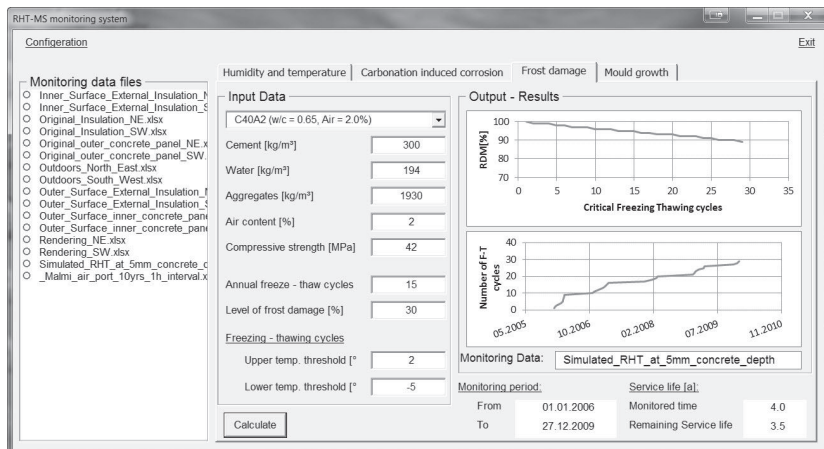 RHT-MS monitoring system
Configeration
Exit
Monitoring data files
Inner_Surface_External_Insulation_N
Inner_Surface_External_Insulation_S
Original_Insulation_NE.xlsx
Original_Insulation_SW.xlsx
Original_outer_concrete_panel_NE.x
Original_outer_concrete_panel_SW.
Outdoors_North_East.xlsx
Outdoors_South_West.xlsx
Outer_Surface_External_Insulation_N
Outer_Surface_External_Insulation_S
Outer_Surface_inner_concrete_pane
Outer_Surface_inner_concrete_pane
Rendering_NE.xlsx
Rendering_SW.xlsx
Simulated_RHT_at_5mm_concrete_d
_Malmi_air_port_10yrs_1h_interval.x
Humidity and temperature
Carbonation induced corrosion
Frost damage
Mould growth
Input Data
C40A2 (w/c = 0.65, Air = 2.0%)
Cement [kg/m³] 300
Water [kg/m³] 194
Aggregates [kg/m³] 1930
Air content [%] 2
Compressive strength [MPa] 42
Annual freeze - thaw cycles 15
Level of frost damage [%] 30
Freezing - thawing cycles
Upper temp. threshold [° 2
Lower temp. threshold [° -5
Calculate
Output - Results
RDM[%]
100
90
80
70
0 5 10 15 20 25 30 35
Critical Freezing Thawing cycles
Number of F-T
cycles
40
30
20
10
0
05.2005 10.2006 02.2008 07.2009 11.2010
Monitoring Data: Simulated_RHT_at_5mm_concrete_depth
Monitoring period:
From 01.01.2006
To 27.12.2009
Service life [a]:
Monitored time 4.0
Remaining Service life 3.5